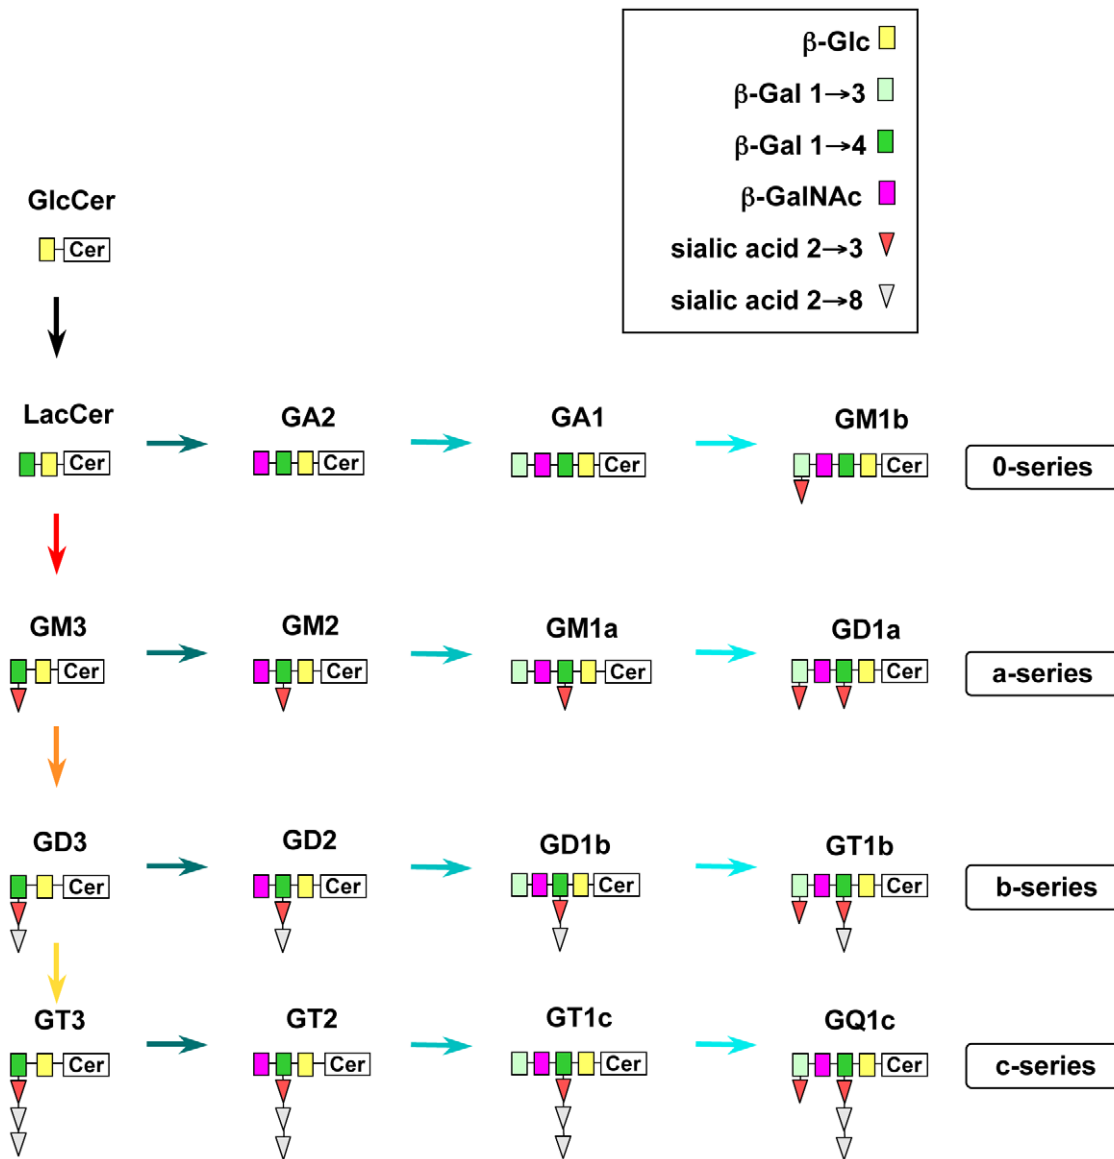 β-Glc
β-Gal 1→3
β-Gal 1→4
β-GalNAc
sialic acid 2→3
sialic acid 2→8
GlcCer
Cer
LacCer GA2 GA1 GM1b
Cer Cer Cer Cer 0-series
GM3 GM2 GM1a GD1a
Cer Cer Cer Cer a-series
GD3 GD2 GD1b GT1b
Cer Cer Cer Cer b-series
GT3 GT2 GT1c GQ1c
Cer Cer Cer Cer c-series